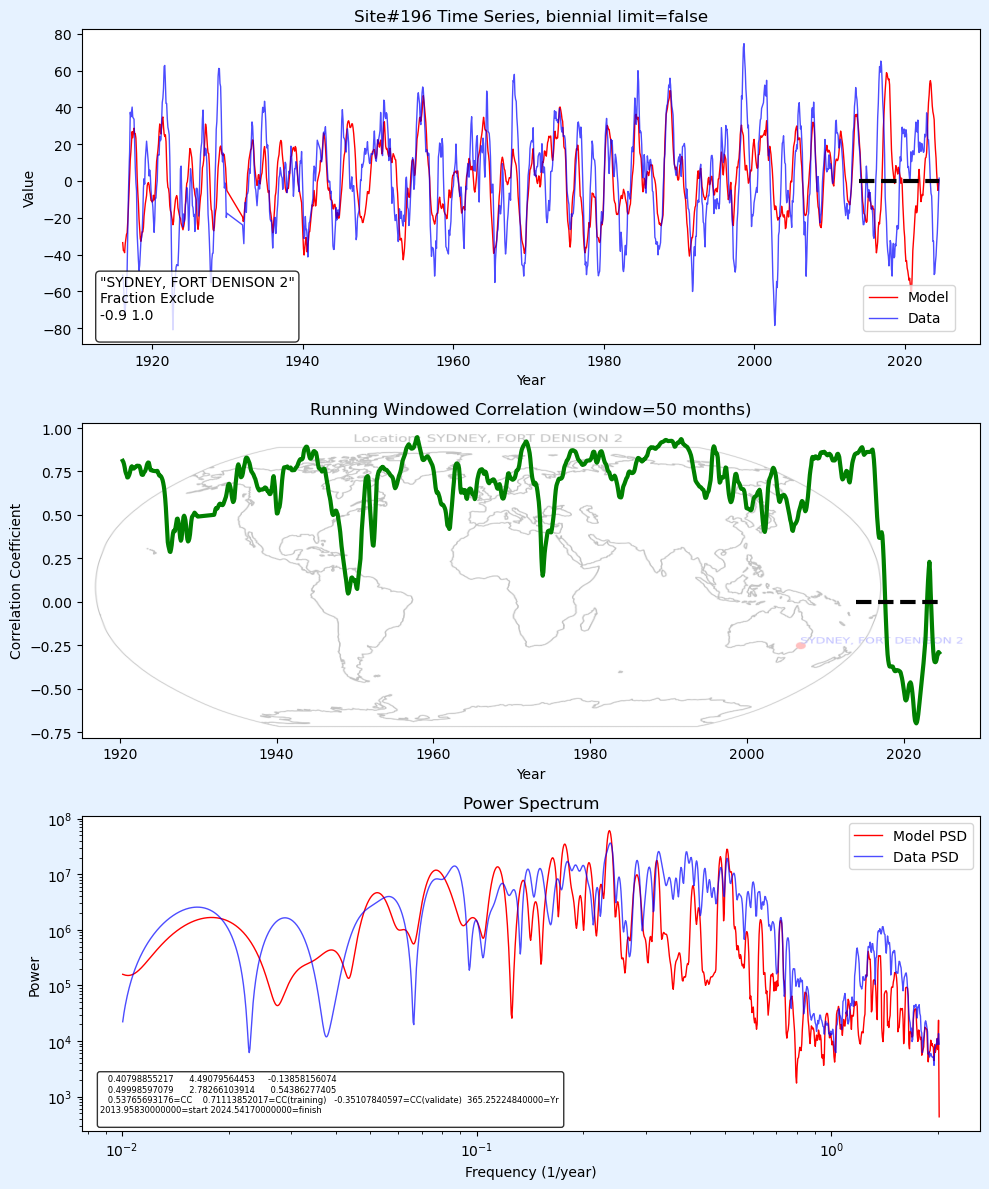 Site#196 Time Series, biennial limit=false
80
60
40
20
0
−20
−40
−60
−80
Value
"SYDNEY, FORT DENISON 2"
Fraction Exclude
-0.9 1.0
Model
Data
1920 1940 1960 1980 2000 2020
Year
Running Windowed Correlation (window=50 months)
Location: SYDNEY, FORT DENISON 2
1.00
0.75
0.50
0.25
0.00
−0.25
−0.50
−0.75
Correlation Coefficient
SYDNEY, FORT DENISON 2
1920 1940 1960 1980 2000 2020
Year
Power Spectrum
10⁸
10⁷
10⁶
10⁵
10⁴
10³
Power
Model PSD
Data PSD
0.40798855217 4.49079564453 -0.13858156074
0.49998597079 2.78266103914 0.54386277405
0.53765693176=CC 0.71113852017=CC(training) -0.35107840597=CC(validate) 365.25224840000=Yr
2013.95830000000=start 2024.54170000000=finish
10⁻² 10⁻¹ 10⁰
Frequency (1/year)